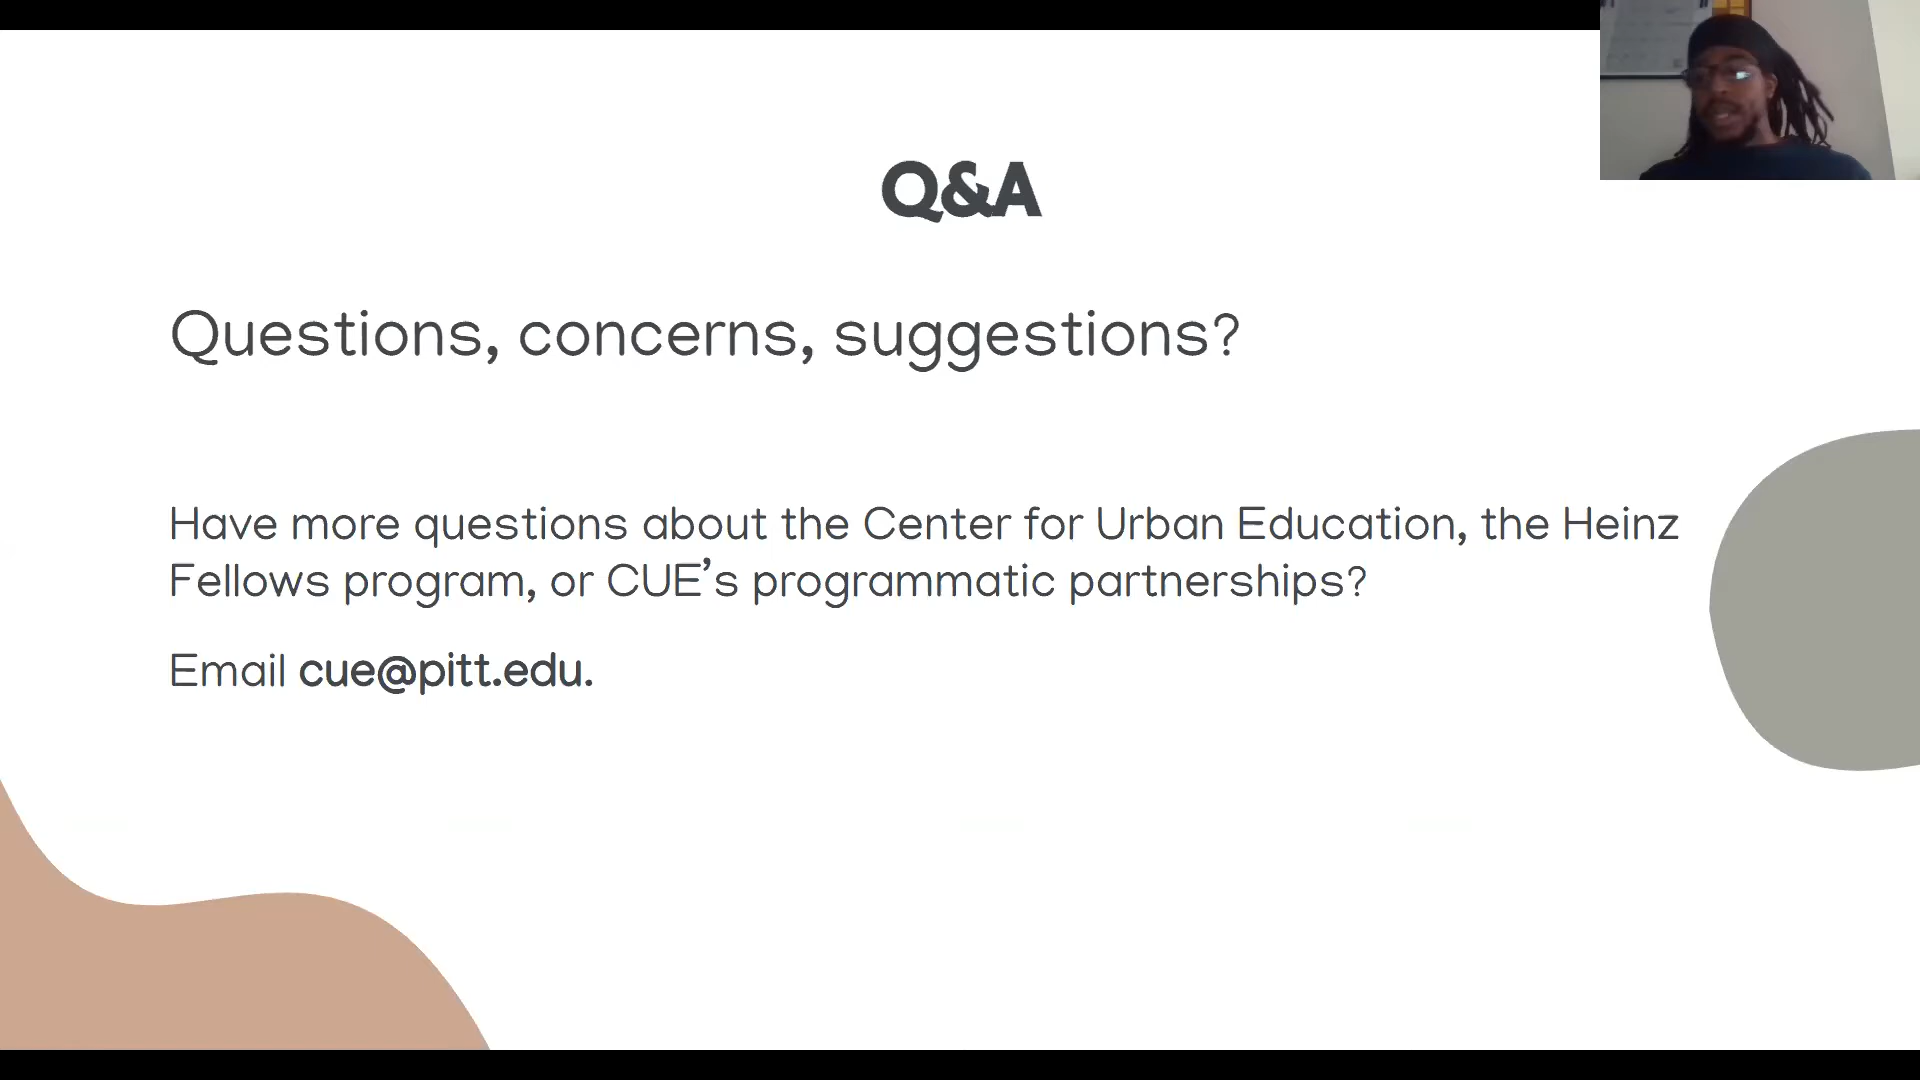 Q&A
Questions, concerns, suggestions?
Have more questions about the Center for Urban Education, the Heinz
Fellows program, or CUE’s programmatic partnerships?
Email cue@pitt.edu.